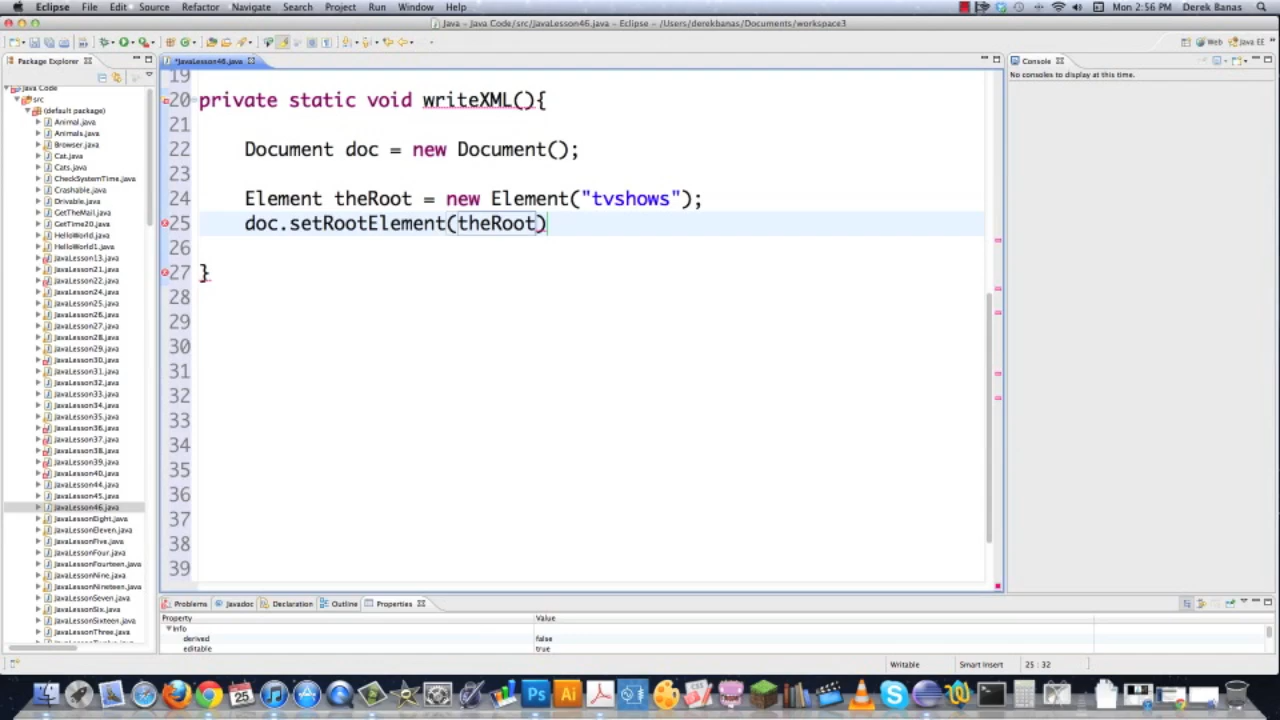 Eclipse File Edit Source Refactor Navigate Search Project Run Window Help Mon 2:56 PM Derek Banas
Java – Java Code/src/JavaLesson46.java – Eclipse – /Users/derekbanas/Documents/workspace3
Web Java EE
Package Explorer
Java Code
src
(default package)
Animal.java
Animals.java
Browser.java
Cat.java
Cats.java
CheckSystemTime.java
Crashable.java
Drivable.java
GetTheMail.java
GetTime20.java
HelloWorld.java
HelloWorld1.java
JavaLesson13.java
JavaLesson21.java
JavaLesson22.java
JavaLesson24.java
JavaLesson25.java
JavaLesson26.java
JavaLesson27.java
JavaLesson28.java
JavaLesson29.java
JavaLesson30.java
JavaLesson31.java
JavaLesson32.java
JavaLesson33.java
JavaLesson34.java
JavaLesson35.java
JavaLesson36.java
JavaLesson37.java
JavaLesson38.java
JavaLesson39.java
JavaLesson40.java
JavaLesson44.java
JavaLesson45.java
JavaLesson46.java
JavaLessonEight.java
JavaLessonEleven.java
JavaLessonFive.java
JavaLessonFour.java
JavaLessonFourteen.java
JavaLessonNine.java
JavaLessonNineteen.java
JavaLessonSeven.java
JavaLessonSix.java
JavaLessonSixteen.java
JavaLessonThree.java
*JavaLesson46.java
19
20 private static void writeXML(){
21
22 Document doc = new Document();
23
24 Element theRoot = new Element("tvshows");
25 doc.setRootElement(theRoot)
26
27 }
28
29
30
31
32
33
34
35
36
37
38
39
Console
No consoles to display at this time.
Problems Javadoc Declaration Outline Properties
Property Value
Info
derived false
editable true
Writable Smart Insert 25 : 32
25
Ps Ai